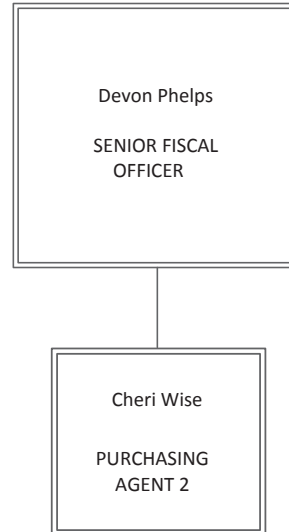 Devon Phelps
SENIOR FISCAL
OFFICER
Cheri Wise
PURCHASING
AGENT 2